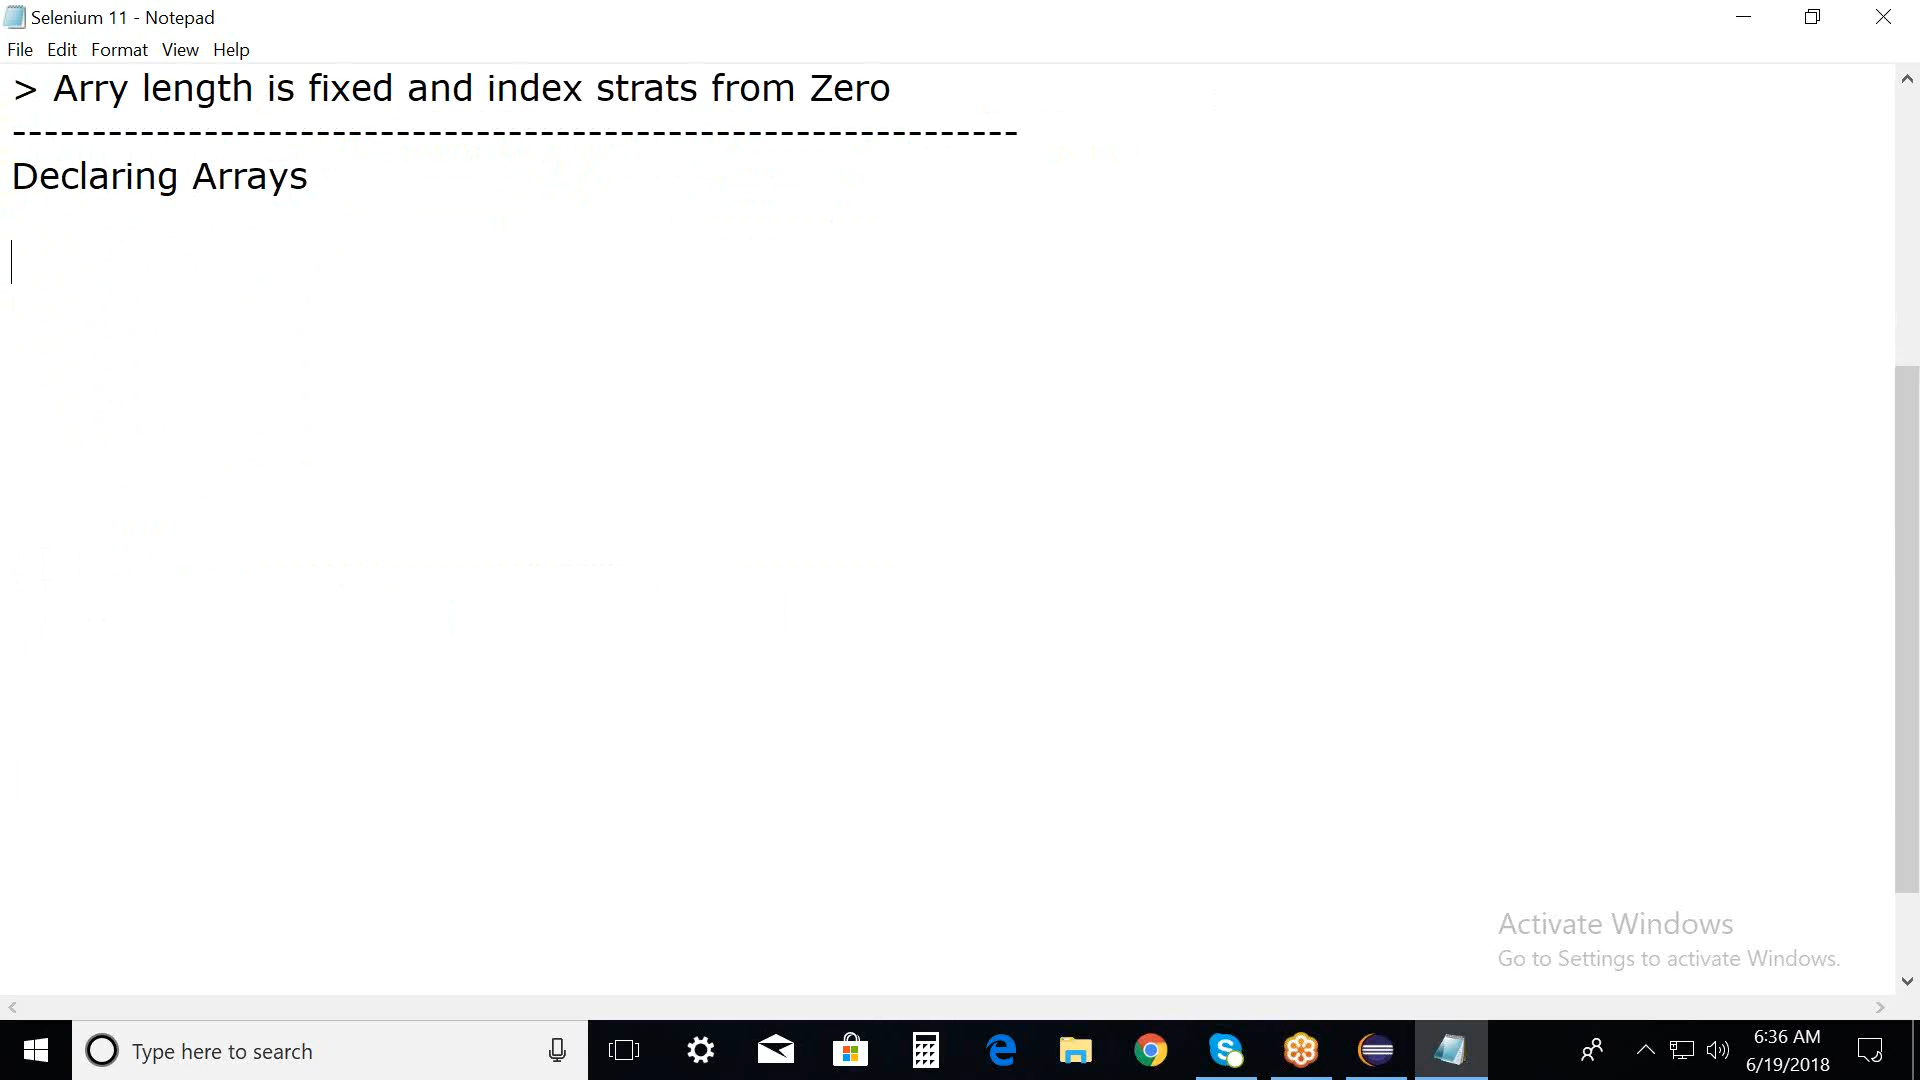 Selenium 11 - Notepad
File Edit Format View Help
> Arry length is fixed and index strats from Zero
---------------------------------------------------------------
Declaring Arrays
Activate Windows
Go to Settings to activate Windows.
Type here to search
6:36 AM
6/19/2018